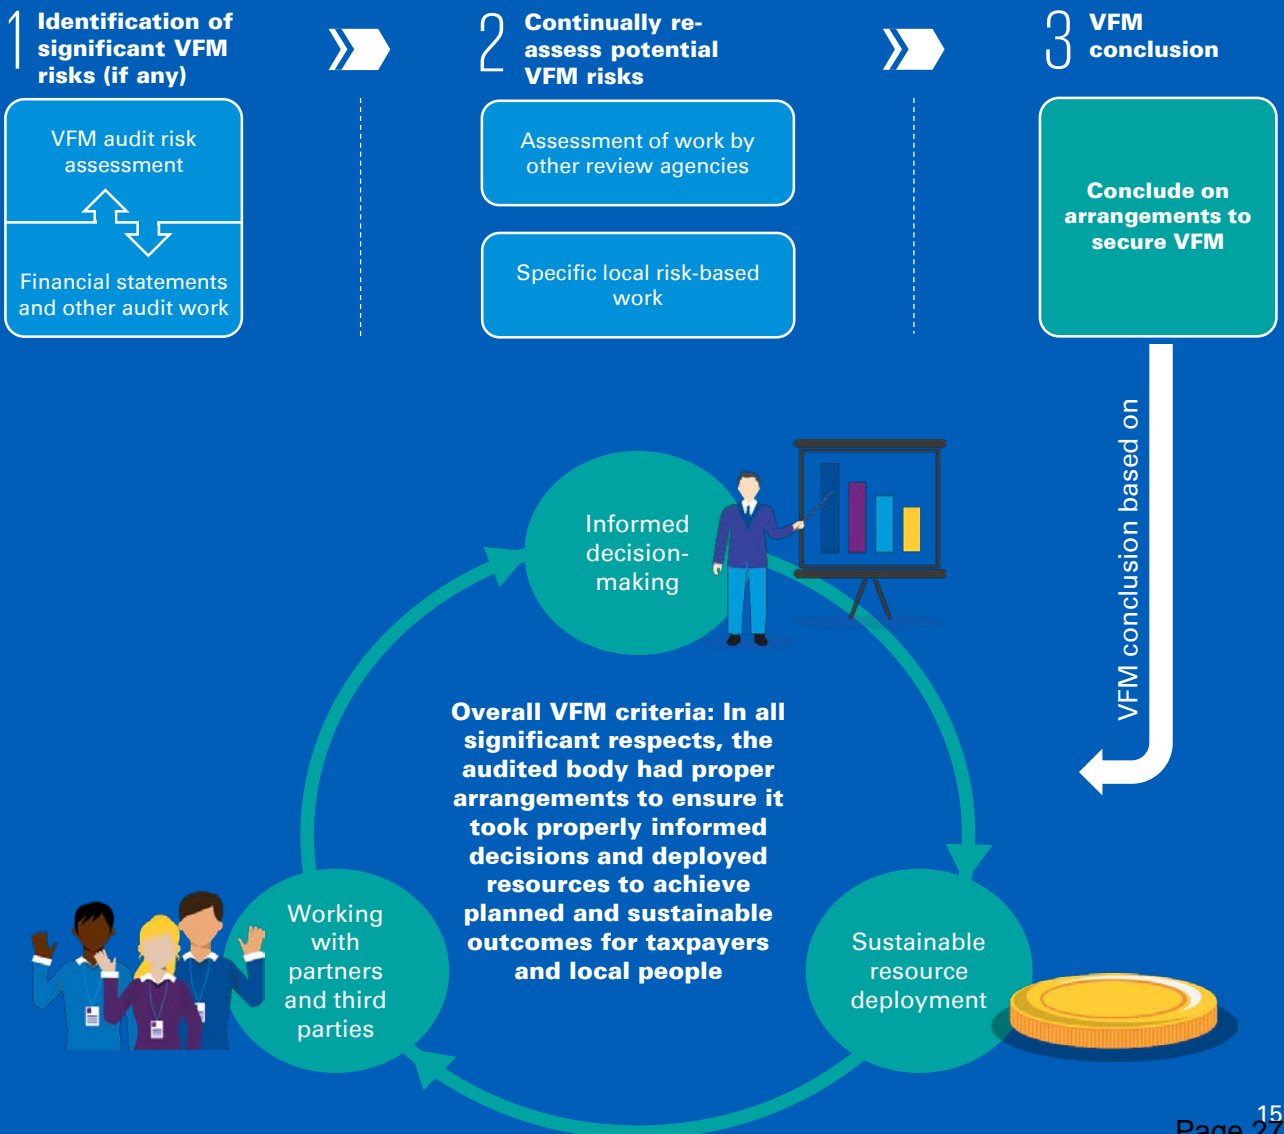 1
Identification of
significant VFM
risks (if any)
2
Continually re-
assess potential
VFM risks
3
VFM
conclusion
VFM audit risk
assessment
Financial statements
and other audit work
Assessment of work by
other review agencies
Specific local risk-based
work
Conclude on
arrangements to
secure VFM
VFM conclusion based on
Informed
decision-
making
Overall VFM criteria: In all
significant respects, the
audited body had proper
arrangements to ensure it
took properly informed
decisions and deployed
resources to achieve
planned and sustainable
outcomes for taxpayers
and local people
Working
with
partners
and third
parties
Sustainable
resource
deployment
15
Page 27